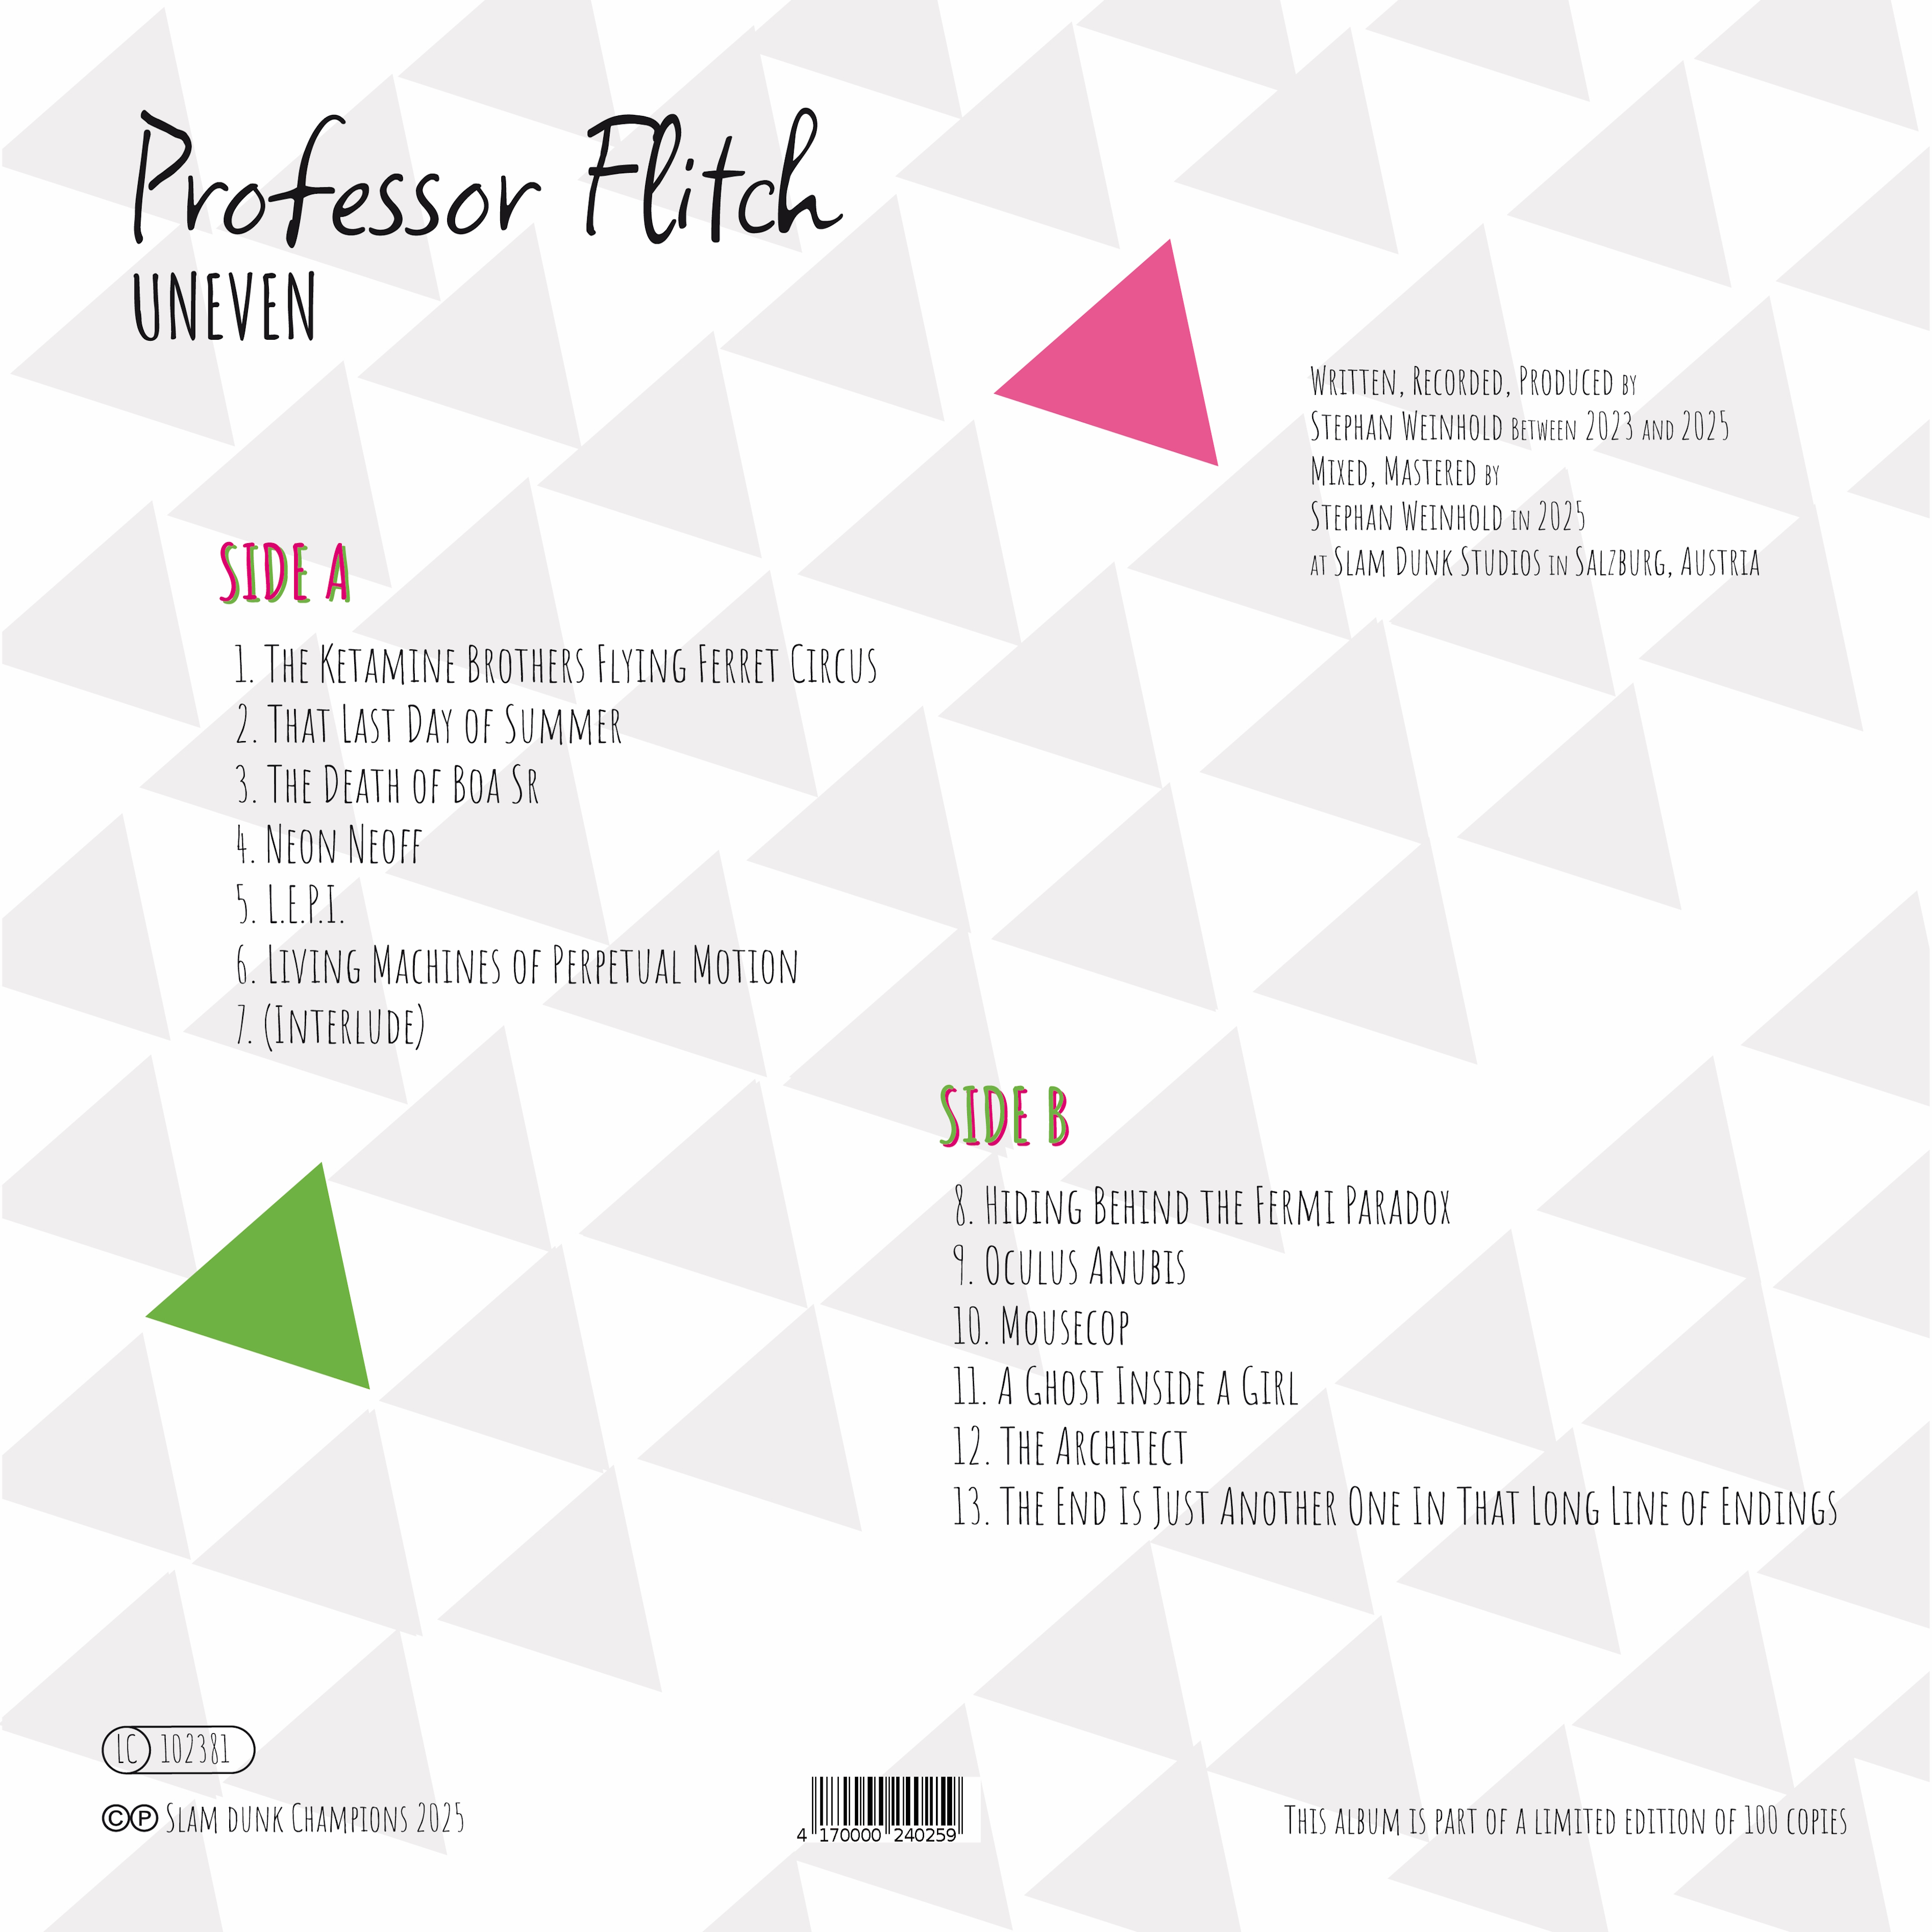 Professor Flitch
UNEVEN
Written, Recorded, Produced by
Stephan Weinhold Between 2023 and 2025
Mixed, Mastered by
Stephan Weinhold in 2025
at Slam Dunk Studios in Salzburg, Austria
SIDE A
1. The Ketamine Brothers Flying Ferret Circus
2. That Last Day of Summer
3. The Death of Boa Sr
4. Neon Neoff
5. L.E.P.I.
6. Living Machines of Perpetual Motion
7. (Interlude)
SIDE B
8. Hiding Behind the Fermi Paradox
9. Oculus Anubis
10. Mousecop
11. A Ghost Inside a Girl
12. The Architect
13. The End Is Just Another One In That Long Line of Endings
LC 102381
©Ⓟ Slam dunk Champions 2025
4 170000 240259
This album is part of a limited edition of 100 copies